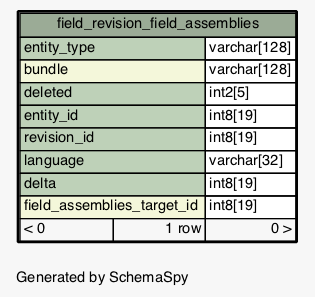 field_revision_field_assemblies
entity_type varchar[128]
bundle varchar[128]
deleted int2[5]
entity_id int8[19]
revision_id int8[19]
language varchar[32]
delta int8[19]
field_assemblies_target_id int8[19]
< 0 1 row 0 >
Generated by SchemaSpy